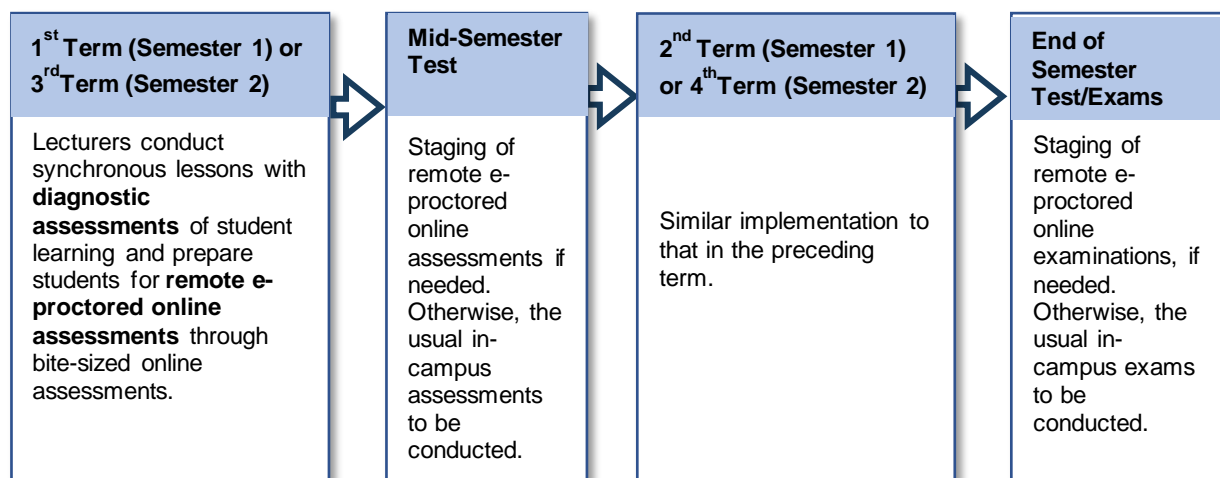 1st Term (Semester 1) or
3rd Term (Semester 2)
Lecturers conduct
synchronous lessons with
diagnostic
assessments of student
learning and prepare
students for remote e-
proctored online
assessments through
bite-sized online
assessments.
Mid-Semester
Test
Staging of
remote e-
proctored
online
assessments if
needed.
Otherwise, the
usual in-
campus
assessments
to be
conducted.
2nd Term (Semester 1)
or 4th Term (Semester 2)
Similar implementation to
that in the preceding
term.
End of
Semester
Test/Exams
Staging of
remote e-
proctored
online
examinations, if
needed.
Otherwise, the
usual in-
campus exams
to be
conducted.